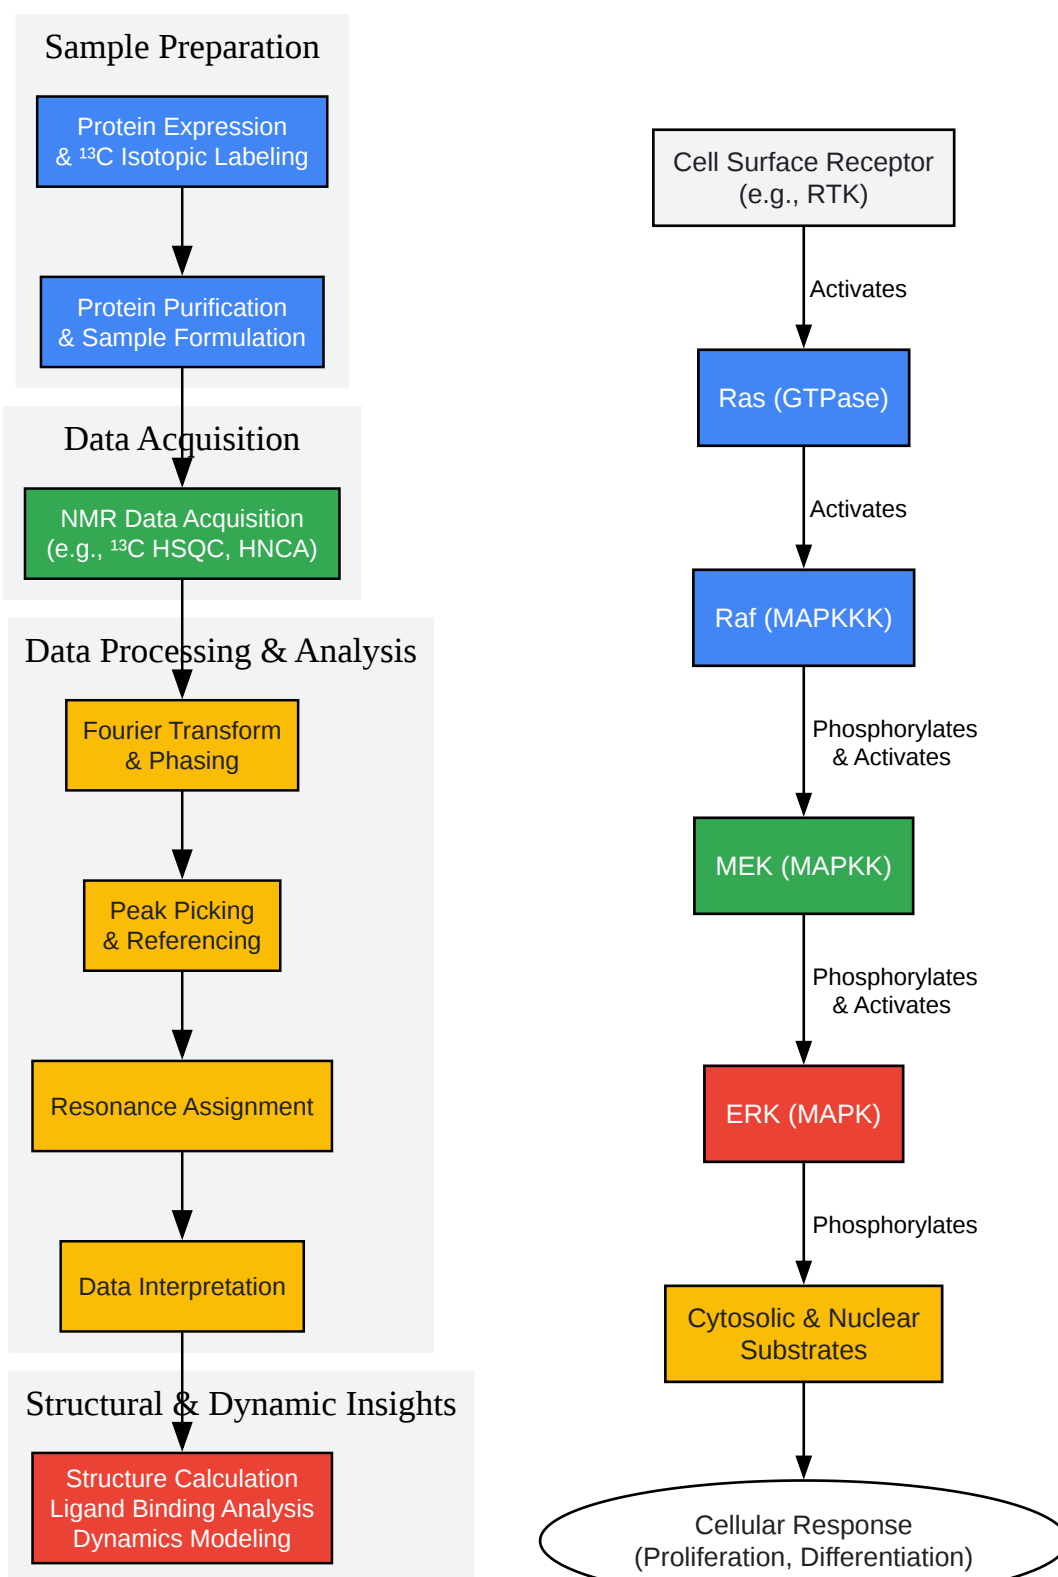 Sample Preparation
Protein Expression
& ¹³C Isotopic Labeling
Protein Purification
& Sample Formulation
Data Acquisition
NMR Data Acquisition
(e.g., ¹³C HSQC, HNCA)
Data Processing & Analysis
Fourier Transform
& Phasing
Peak Picking
& Referencing
Resonance Assignment
Data Interpretation
Structural & Dynamic Insights
Structure Calculation
Ligand Binding Analysis
Dynamics Modeling
Cell Surface Receptor
(e.g., RTK)
Activates
Ras (GTPase)
Activates
Raf (MAPKKK)
Phosphorylates
& Activates
MEK (MAPKK)
Phosphorylates
& Activates
ERK (MAPK)
Phosphorylates
Cytosolic & Nuclear
Substrates
Cellular Response
(Proliferation, Differentiation)